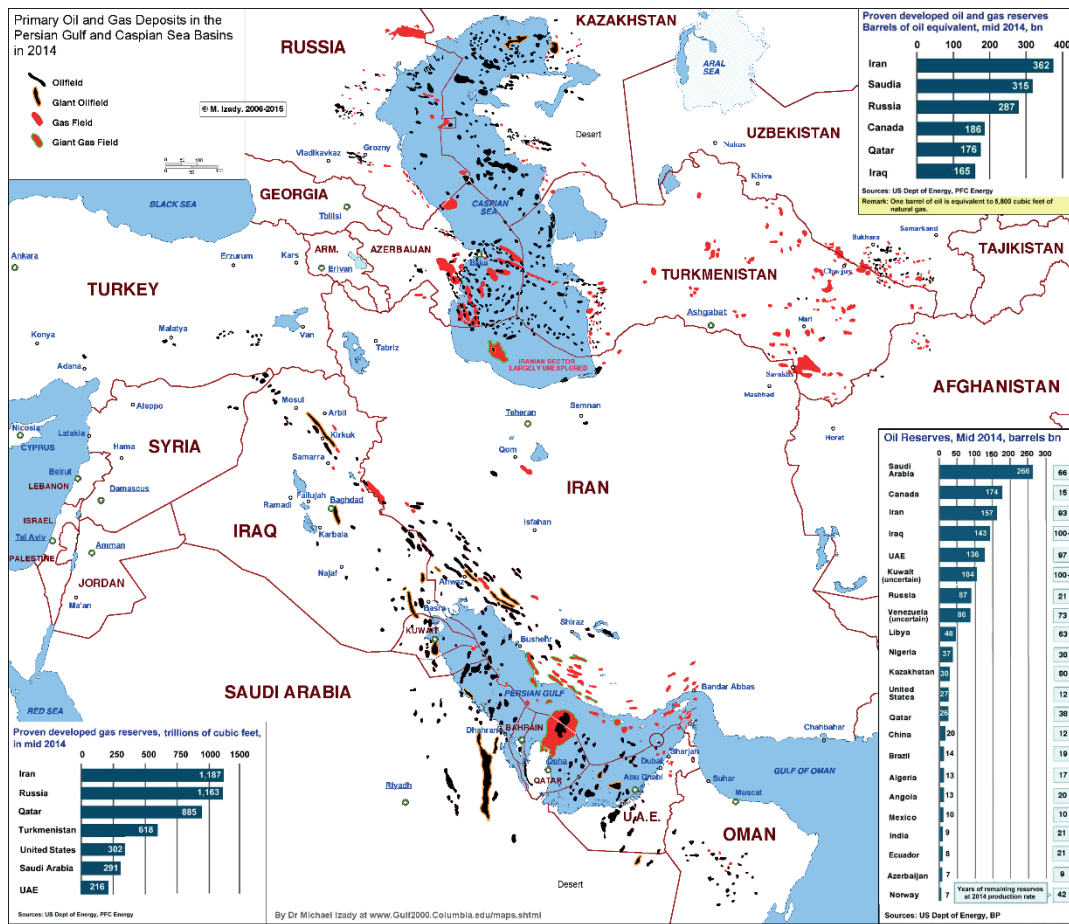 Primary Oil and Gas Deposits in the
Persian Gulf and Caspian Sea Basins
in 2014
Oilfield
Giant Oilfield
Gas Field
Giant Gas Field
© M. Izady. 2006-2015
RUSSIA
KAZAKHSTAN
ARAL
SEA
Desert
UZBEKISTAN
Nukus
Khiva
Vladikavkaz
Grozny
GEORGIA
Tbilisi
BLACK SEA
CASPIAN
SEA
Samarkand
Bukhara
TAJIKISTAN
ARM.
AZERBAIJAN
Ankara
Erzurum
Kars
Erivan
Baku
TURKMENISTAN
TURKEY
Ashgabat
Mari
Konya
Malatya
Van
Tabriz
Adana
IRANIAN SECTOR
LARGELY UNEXPLORED
Mashhad
AFGHANISTAN
Aleppo
Mosul
Arbil
Teheran
Semnan
Herat
Nicosia
CYPRUS
Latakia
SYRIA
Hama
Kirkuk
Samarra
Qom
Beirut
LEBANON
Damascus
Ramadi
Fallujah
Baghdad
IRAN
ISRAEL
Tel Aviv
IRAQ
Karbala
Isfahan
PALESTINE
Amman
JORDAN
Najaf
Ahwaz
Ma'an
Basra
KUWAIT
Shiraz
Bushehr
SAUDI ARABIA
PERSIAN GULF
Bandar Abbas
RED SEA
Dhahran
BAHRAIN
Chahbahar
Doha
QATAR
Dubai
Sharjah
Abu Dhabi
Riyadh
Suhar
GULF OF OMAN
Muscat
U.A.E.
OMAN
Desert
Proven developed oil and gas reserves
Barrels of oil equivalent, mid 2014, bn
0 100 200 300 400
Iran 362
Saudia 315
Russia 287
Canada 186
Qatar 176
Iraq 165
Sources: US Dept of Energy, PFC Energy
Remark: One barrel of oil is equivalent to 5,800 cubic feet of
natural gas.
Oil Reserves, Mid 2014, barrels bn
0 50 100 150 200 250 300
Saudi
Arabia 266 66
Canada 174 15
Iran 157 93
Iraq 143 100+
UAE 136 97
Kuwait
(uncertain) 104 100+
Russia 87 21
Venezuela
(uncertain) 86 73
Libya 48 63
Nigeria 37 38
Kazakhstan 30 80
United
States 27 12
Qatar 26 38
China 20 12
Brazil 14 19
Algeria 13 17
Angola 13 20
Mexico 10 10
India 9 21
Ecuador 8 21
Azerbaijan 7 9
Norway 7 42
Years of remaining reserves
at 2014 production rate
Sources: US Dept of Energy, BP
Proven developed gas reserves, trillions of cubic feet,
in mid 2014
0 250 500 750 1000 1250 1500
Iran 1,187
Russia 1,163
Qatar 885
Turkmenistan 618
United States 302
Saudi Arabia 291
UAE 216
Sources: US Dept of Energy, PFC Energy
By Dr Michael Izady at www.Gulf2000.Columbia.edu/maps.shtml